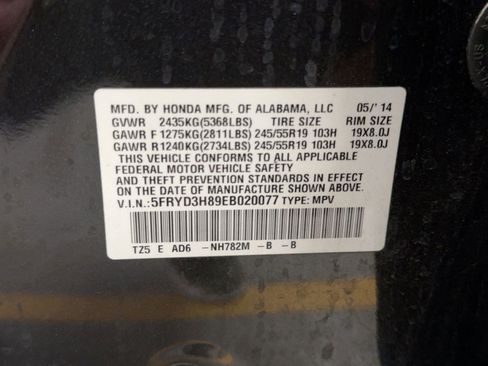 MFD. BY HONDA MFG. OF ALABAMA, LLC 05/' 14
GVWR 2435KG(5368LBS) TIRE SIZE RIM SIZE
GAWR F 1275KG(2811LBS) 245/55R19 103H 19X8.0J
GAWR R 1240KG(2734LBS) 245/55R19 103H 19X8.0J
THIS VEHICLE CONFORMS TO ALL APPLICABLE
FEDERAL MOTOR VEHICLE SAFETY STANDARDS
AND THEFT PREVENTION STANDARDS IN EFFECT
ON THE DATE OF MANUFACTURE SHOWN ABOVE.
V.I.N.:5FRYD3H89EB020077 TYPE: MPV
TZ5 E AD6 -NH782M -B -B